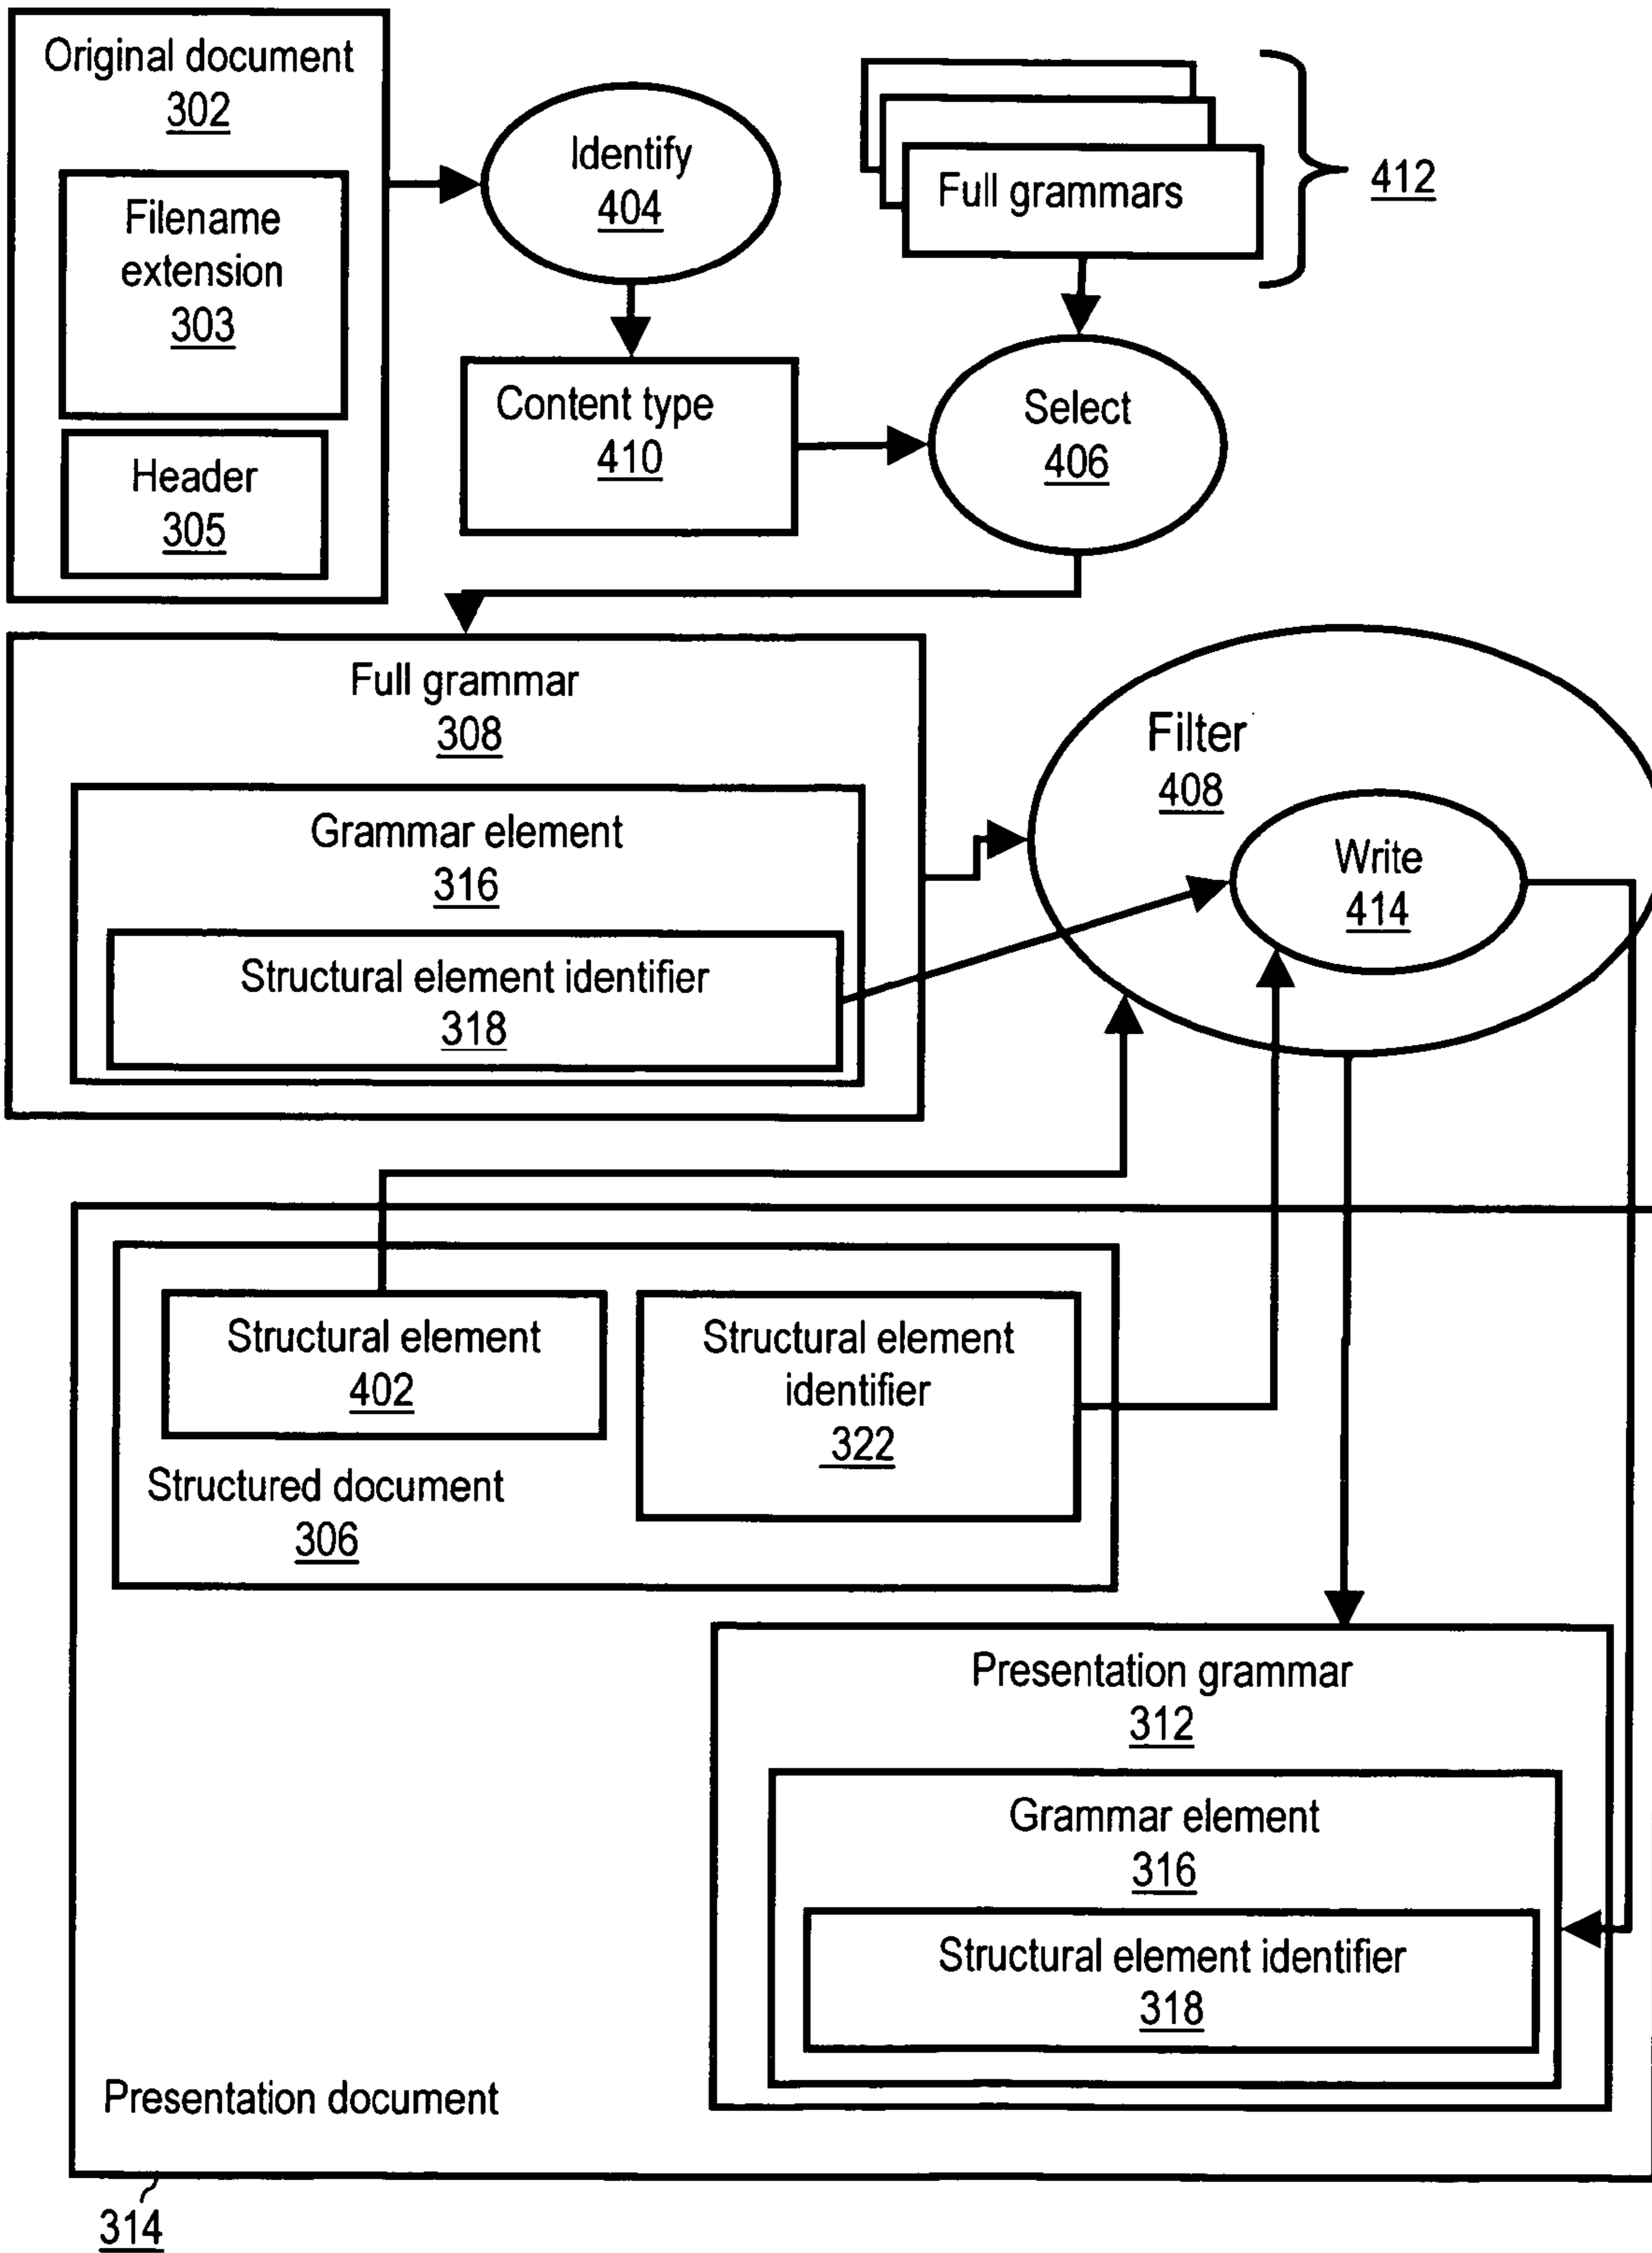 Original document
302
Filename
extension
303
Header
305
Identify
404
Full grammars
412
Content type
410
Select
406
Full grammar
308
Grammar element
316
Structural element identifier
318
Filter
408
Write
414
Structural element
402
Structural element
identifier
322
Structured document
306
Presentation grammar
312
Grammar element
316
Structural element identifier
318
Presentation document
314